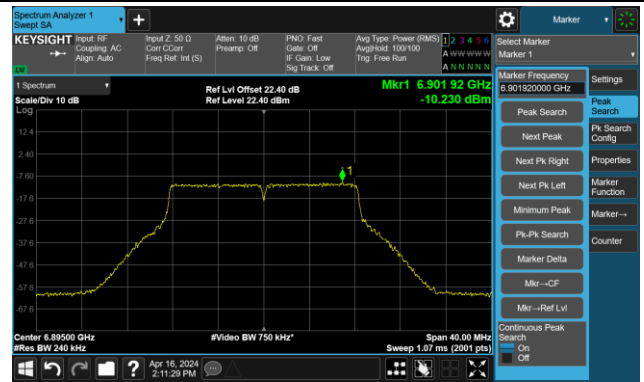 Spectrum Analyzer 1
Swept SA
Marker
KEYSIGHT
Input: RF
Coupling: AC
Align: Auto
Input Z: 50 Ω
Corr CCorr
Freq Ref: Int (S)
Atten: 10 dB
Preamp: Off
PNO: Fast
Gate: Off
IF Gain: Low
Sig Track: Off
Avg Type: Power (RMS)
Avg|Hold: 100/100
Trig: Free Run
1 2 3 4 5 6
A W W W W W
A N N N N N
Select Marker
Marker 1
1 Spectrum
Scale/Div 10 dB
Ref Lvl Offset 22.40 dB
Ref Level 22.40 dBm
Mkr1 6.901 92 GHz
-10.230 dBm
Log
12.4
2.40
-7.60
-17.6
-27.6
-37.6
-47.6
-57.6
-67.6
1
Center 6.89500 GHz
#Res BW 240 kHz
#Video BW 750 kHz*
Span 40.00 MHz
Sweep 1.07 ms (2001 pts)
Marker Frequency
6.901920000 GHz
Peak Search
Next Peak
Next Pk Right
Next Pk Left
Minimum Peak
Pk-Pk Search
Marker Delta
Mkr→CF
Mkr→Ref Lvl
Continuous Peak
Search
On
Off
Settings
Peak
Search
Pk Search
Config
Properties
Marker
Function
Marker→
Counter
?
Apr 16, 2024
2:11:29 PM